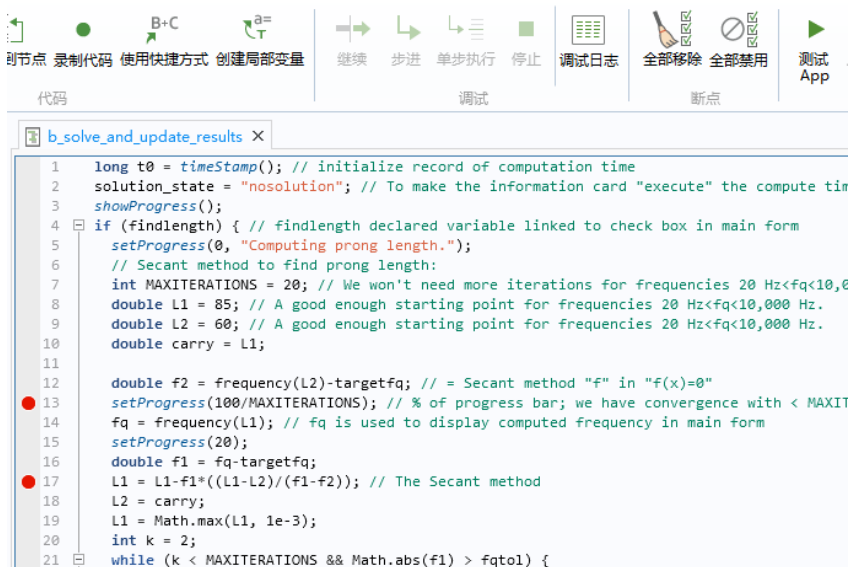 B+C
a=
T
到节点 录制代码 使用快捷方式 创建局部变量 继续 步进 单步执行 停止 调试日志 全部移除 全部禁用 测试
App
代码 调试 断点
b_solve_and_update_results ×
1 long t0 = timeStamp(); // initialize record of computation time
2 solution_state = "nosolution"; // To make the information card "execute" the compute tim
3 showProgress();
4 if (findlength) { // findlength declared variable linked to check box in main form
5 setProgress(0, "Computing prong length.");
6 // Secant method to find prong length:
7 int MAXITERATIONS = 20; // We won't need more iterations for frequencies 20 Hz<fq<10,0
8 double L1 = 85; // A good enough starting point for frequencies 20 Hz<fq<10,000 Hz.
9 double L2 = 60; // A good enough starting point for frequencies 20 Hz<fq<10,000 Hz.
10 double carry = L1;
11
12 double f2 = frequency(L2)-targetfq; // = Secant method "f" in "f(x)=0"
13 setProgress(100/MAXITERATIONS); // % of progress bar; we have convergence with < MAXIT
14 fq = frequency(L1); // fq is used to display computed frequency in main form
15 setProgress(20);
16 double f1 = fq-targetfq;
17 L1 = L1-f1*((L1-L2)/(f1-f2)); // The Secant method
18 L2 = carry;
19 L1 = Math.max(L1, 1e-3);
20 int k = 2;
21 while (k < MAXITERATIONS && Math.abs(f1) > fqtol) {